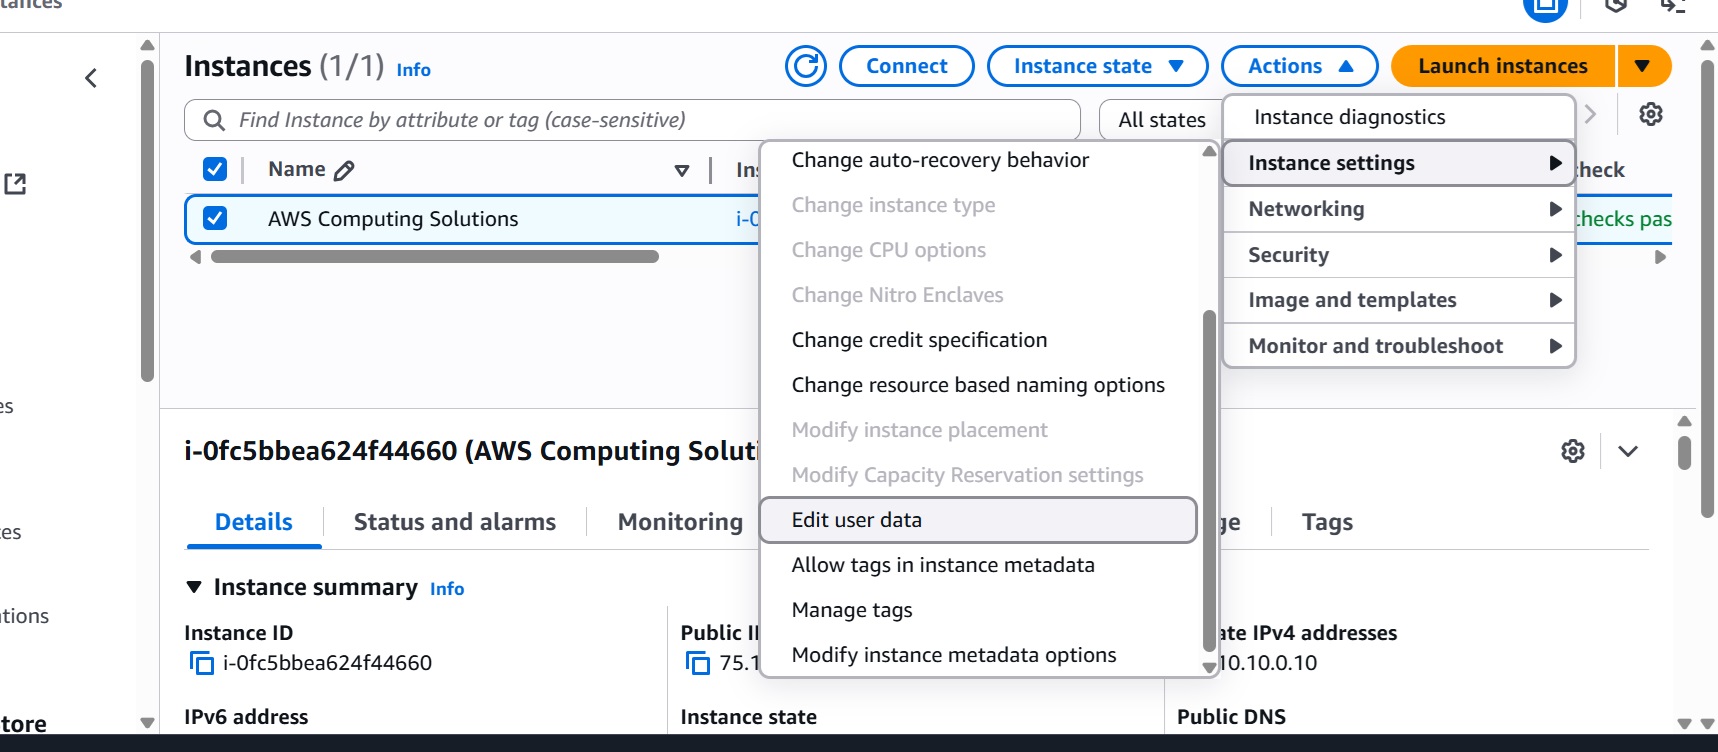 Instances (1/1) Info
Connect
Instance state
Actions
Launch instances
Find Instance by attribute or tag (case-sensitive)
All states
Instance diagnostics
Instance settings
Networking
Security
Image and templates
Monitor and troubleshoot
Name
AWS Computing Solutions
i-0
check
checks pas
Change auto-recovery behavior
Change instance type
Change CPU options
Change Nitro Enclaves
Change credit specification
Change resource based naming options
Modify instance placement
Modify Capacity Reservation settings
Edit user data
Allow tags in instance metadata
Manage tags
Modify instance metadata options
i-0fc5bbea624f44660 (AWS Computing Soluti
Details
Status and alarms
Monitoring
Tags
Instance summary Info
Instance ID
i-0fc5bbea624f44660
Public I
75.1
ate IPv4 addresses
10.10.0.10
IPv6 address
Instance state
Public DNS
es
ces
tions
tore